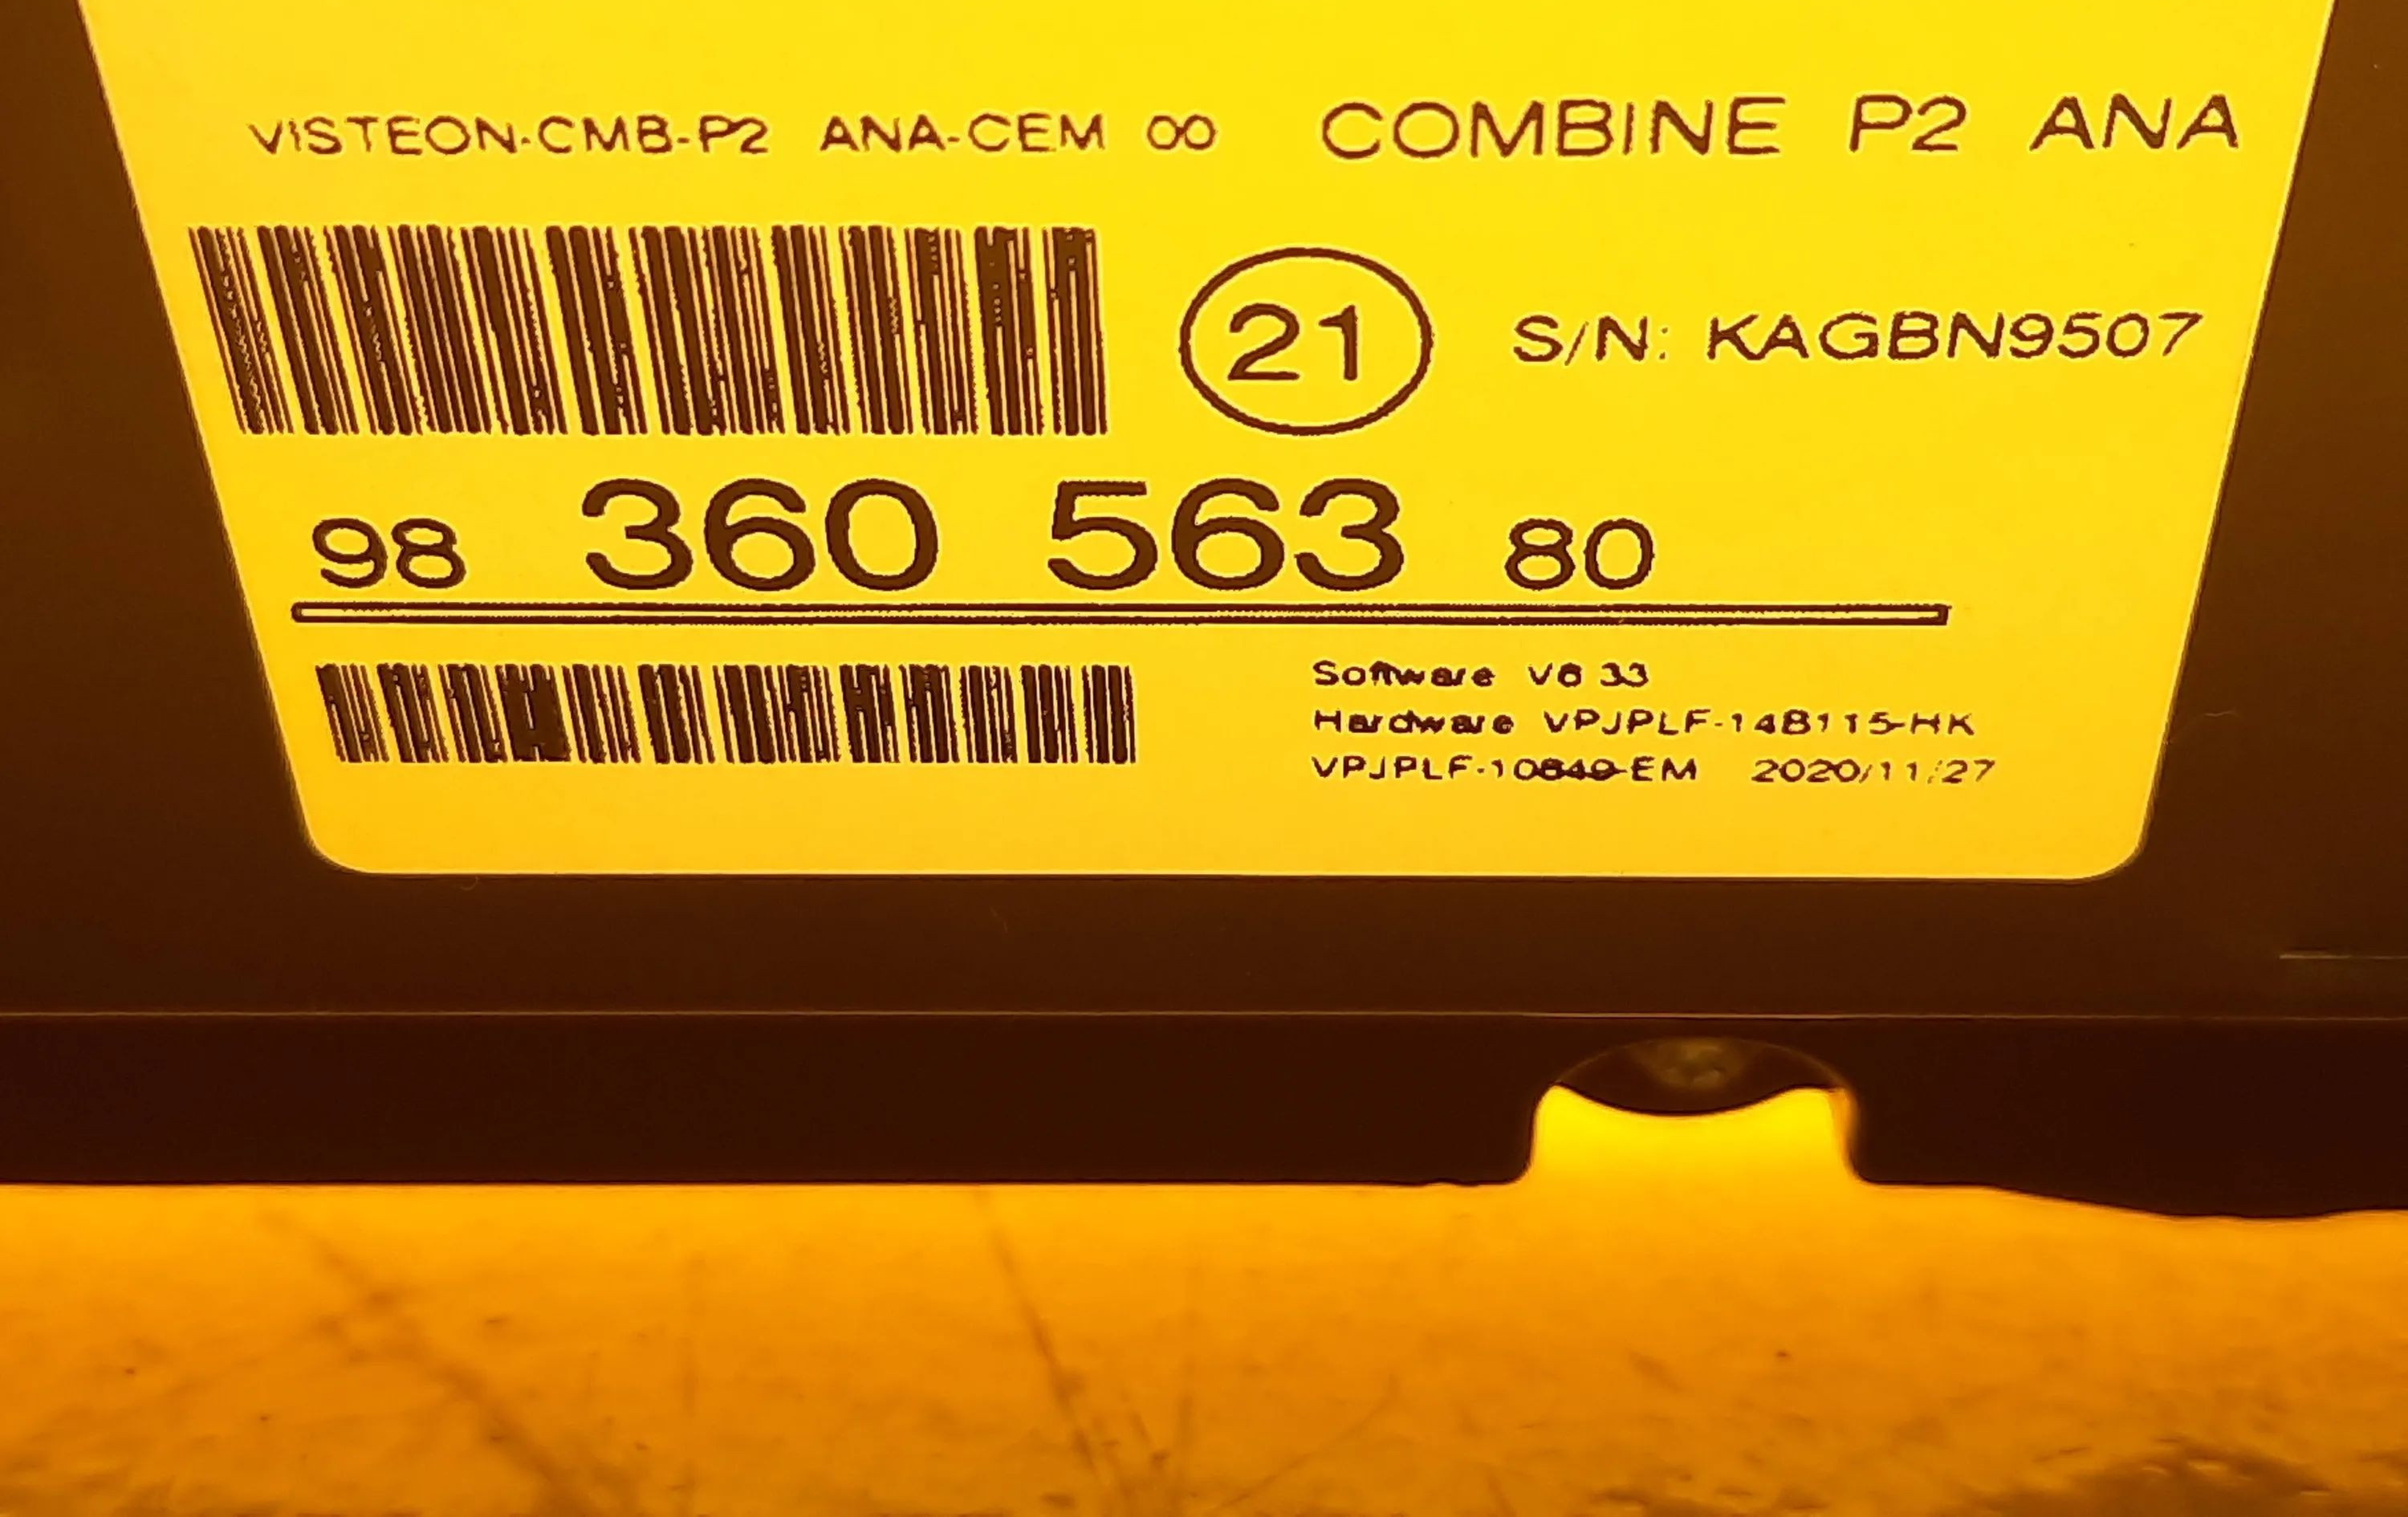 VISTEON-CMB-P2 ANA-CEM 00 COMBINE P2 ANA
21 S/N: KAGBN9507
98 360 563 80
Software V8 33
Hardware VPJPLF-14B115-HK
VPJPLF-10849-EM 2020/11/27